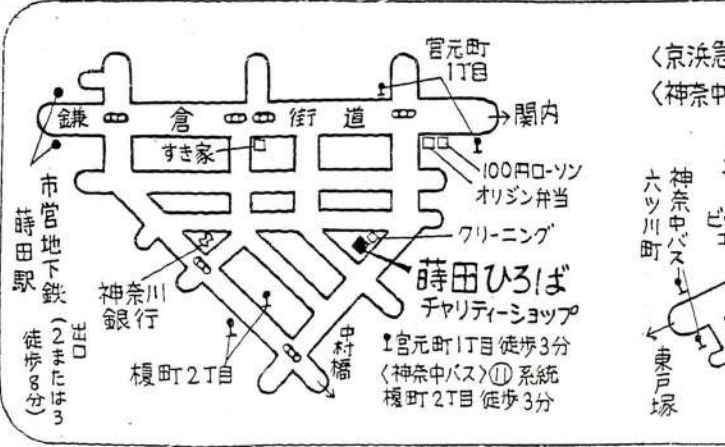 宮元町
1丁目
鎌倉街道
→関内
すき家
100円ローソン
オリジン弁当
クリーニング
市営地下鉄
蒔田駅
出口
(2または3
徒歩8分)
神奈川
銀行
榎町2丁目
中村橋
蒔田ひろば
チャリティーショップ
宮元町1丁目徒歩3分
〈神奈中バス〉⑪系統
榎町2丁目徒歩3分
〈京浜急
〈神奈中
神奈中バス
六ツ川町
東戸塚